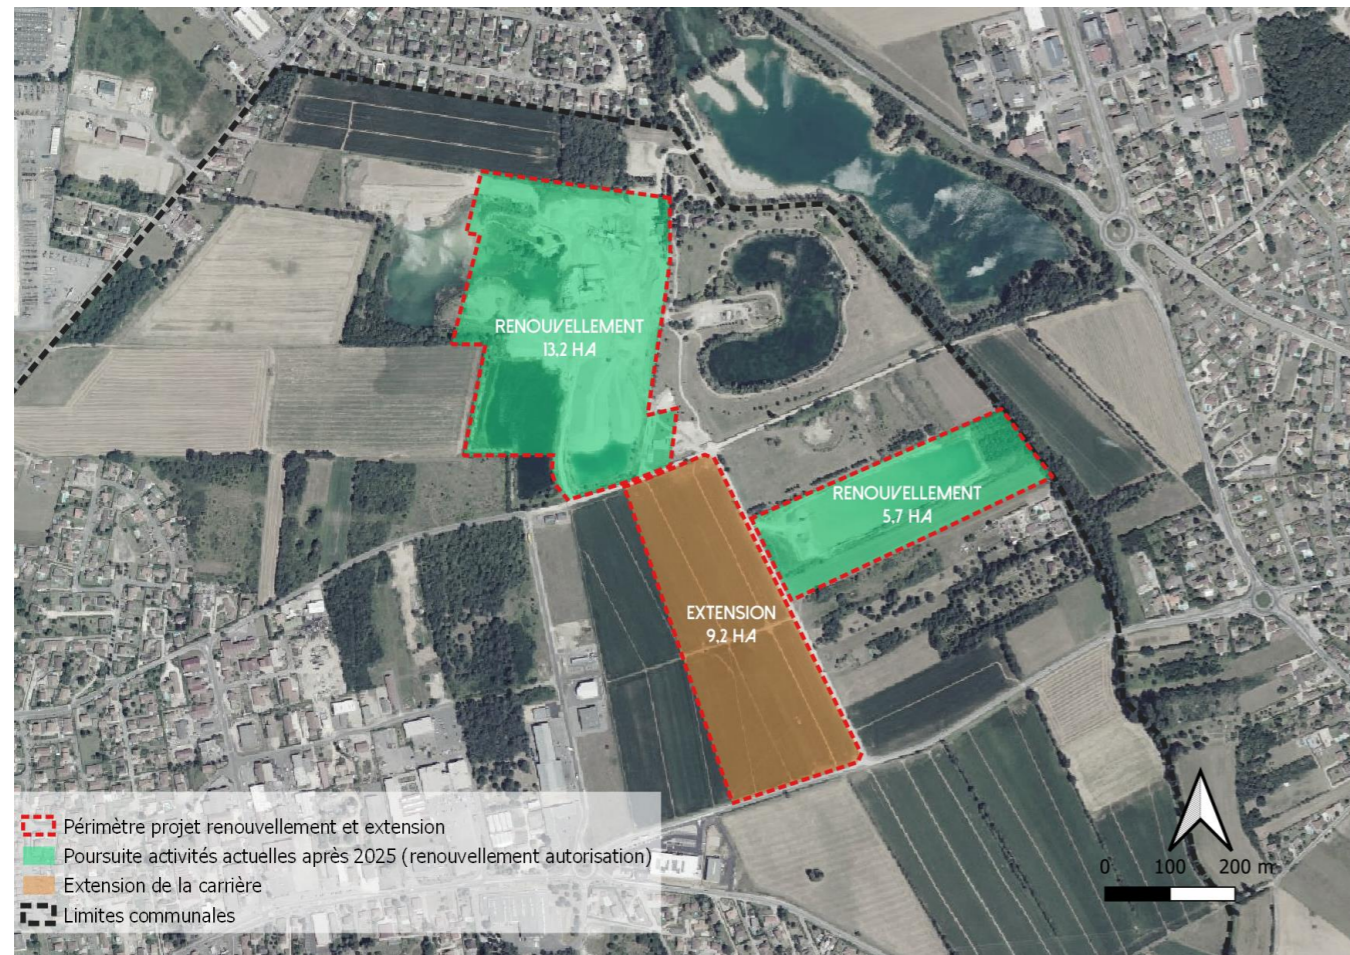 RENOUVELLEMENT
13.2 HA
RENOUVELLEMENT
5.7 HA
EXTENSION
9.2 HA
Périmètre projet renouvellement et extension
Poursuite activités actuelles après 2025 (renouvellement autorisation)
Extension de la carrière
Limites communales
0 100 200 m